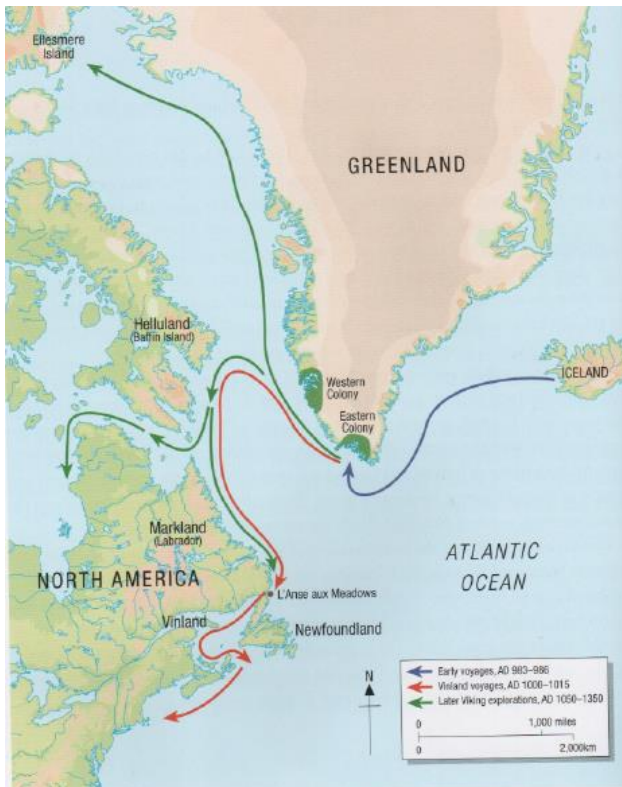 Ellesmere
Island
GREENLAND
Helluland
(Baffin Island)
Western
Colony
ICELAND
Eastern
Colony
Markland
(Labrador)
ATLANTIC
OCEAN
NORTH AMERICA
L'Anse aux Meadows
Vinland
Newfoundland
N
Early voyages, AD 983–986
Vinland voyages, AD 1000–1015
Later Viking explorations, AD 1050–1350
0 1,000 miles
0 2,000km